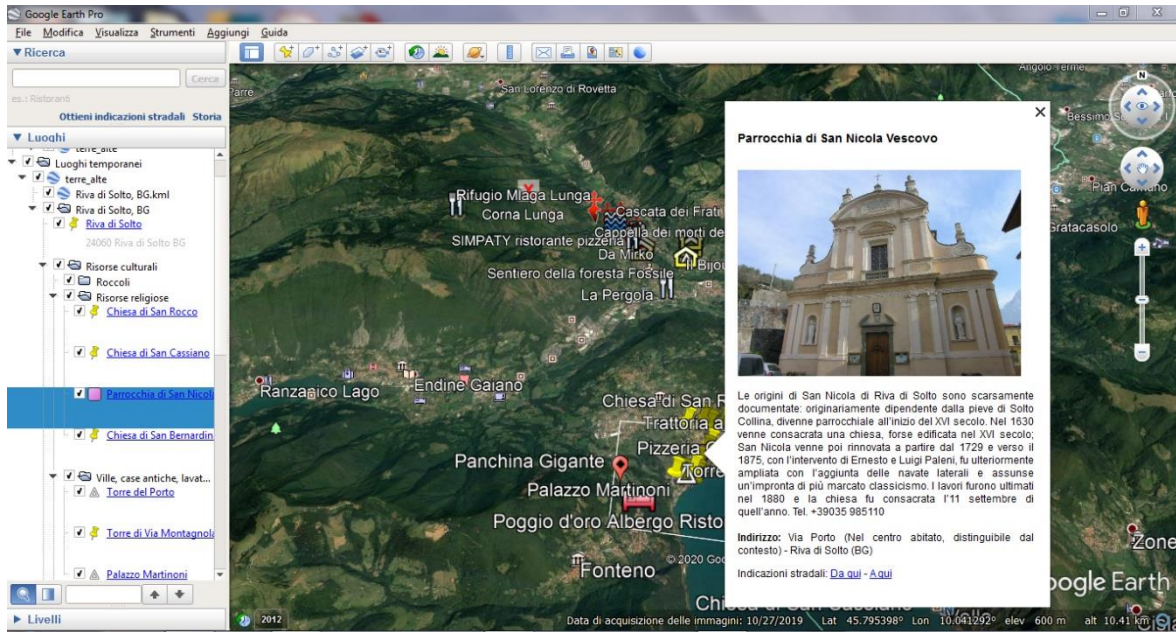 Google Earth Pro
File Modifica Visualizza Strumenti Aggiungi Guida
Ricerca
Cerca
es.: Ristoranti
Ottieni indicazioni stradali Storia
Luoghi
terre_alte
Luoghi temporanei
terre_alte
Riva di Solto, BG.kml
Riva di Solto, BG
Riva di Solto
24060 Riva di Solto BG
Risorse culturali
Roccoli
Risorse religiose
Chiesa di San Rocco
Chiesa di San Cassiano
Parrocchia di San Nicol
Chiesa di San Bernardin
Ville, case antiche, lavat...
Torre del Porto
Torre di Via Montagnol
Palazzo Martinoni
Livelli
Parre
San Lorenzo di Rovetta
Angolo Terme
N
Bessimo
Rifugio Mlaga Lunga
Corna Lunga
Cascata dei Frati
Cappella dei morti de
SIMPATY ristorante pizzeria
Da Mirko
Sentiero della foresta Fossile
Il Bijou
La Pergola
Pian Camuno
Gratacasolo
Ranzanico Lago
Endine Gaiano
Chiesa di San R
Trattoria a
Pizzeria
Panchina Gigante
Torre
Palazzo Martinoni
Poggio d'oro Albergo Risto
Fonteno
© 2020 Goo
Zone
Google Earth
2012
Data di acquisizione delle immagini: 10/27/2019 Lat 45.795398° Lon 10.041292° elev 600 m alt 10.41 km
Parrocchia di San Nicola Vescovo
Le origini di San Nicola di Riva di Solto sono scarsamente
documentate: originariamente dipendente dalla pieve di Solto
Collina, divenne parrocchiale all'inizio del XVI secolo. Nel 1630
venne consacrata una chiesa, forse edificata nel XVI secolo;
San Nicola venne poi rinnovata a partire dal 1729 e verso il
1875, con l'intervento di Ernesto e Luigi Paleni, fu ulteriormente
ampliata con l'aggiunta delle navate laterali e assunse
un'impronta di più marcato classicismo. I lavori furono ultimati
nel 1880 e la chiesa fu consacrata l'11 settembre di
quell'anno. Tel. +39035 985110
Indirizzo: Via Porto (Nel centro abitato, distinguibile dal
contesto) - Riva di Solto (BG)
Indicazioni stradali: Da qui - A qui